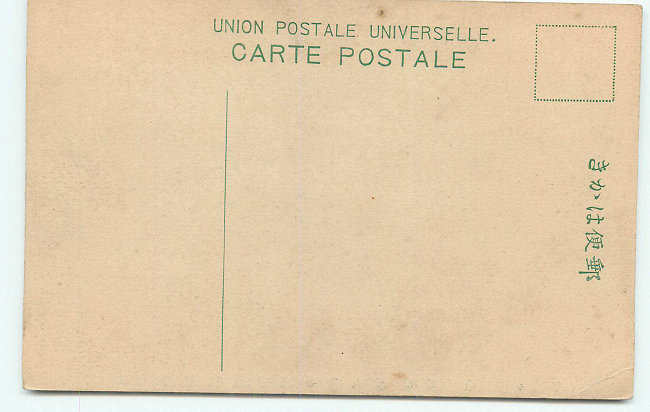 UNION POSTALE UNIVERSELLE.
CARTE POSTALE
郵便はかき